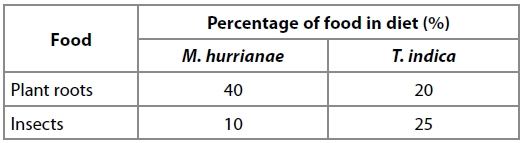 Food
Percentage of food in diet (%)
M. hurrianae T. indica
Plant roots 40 20
Insects 10 25